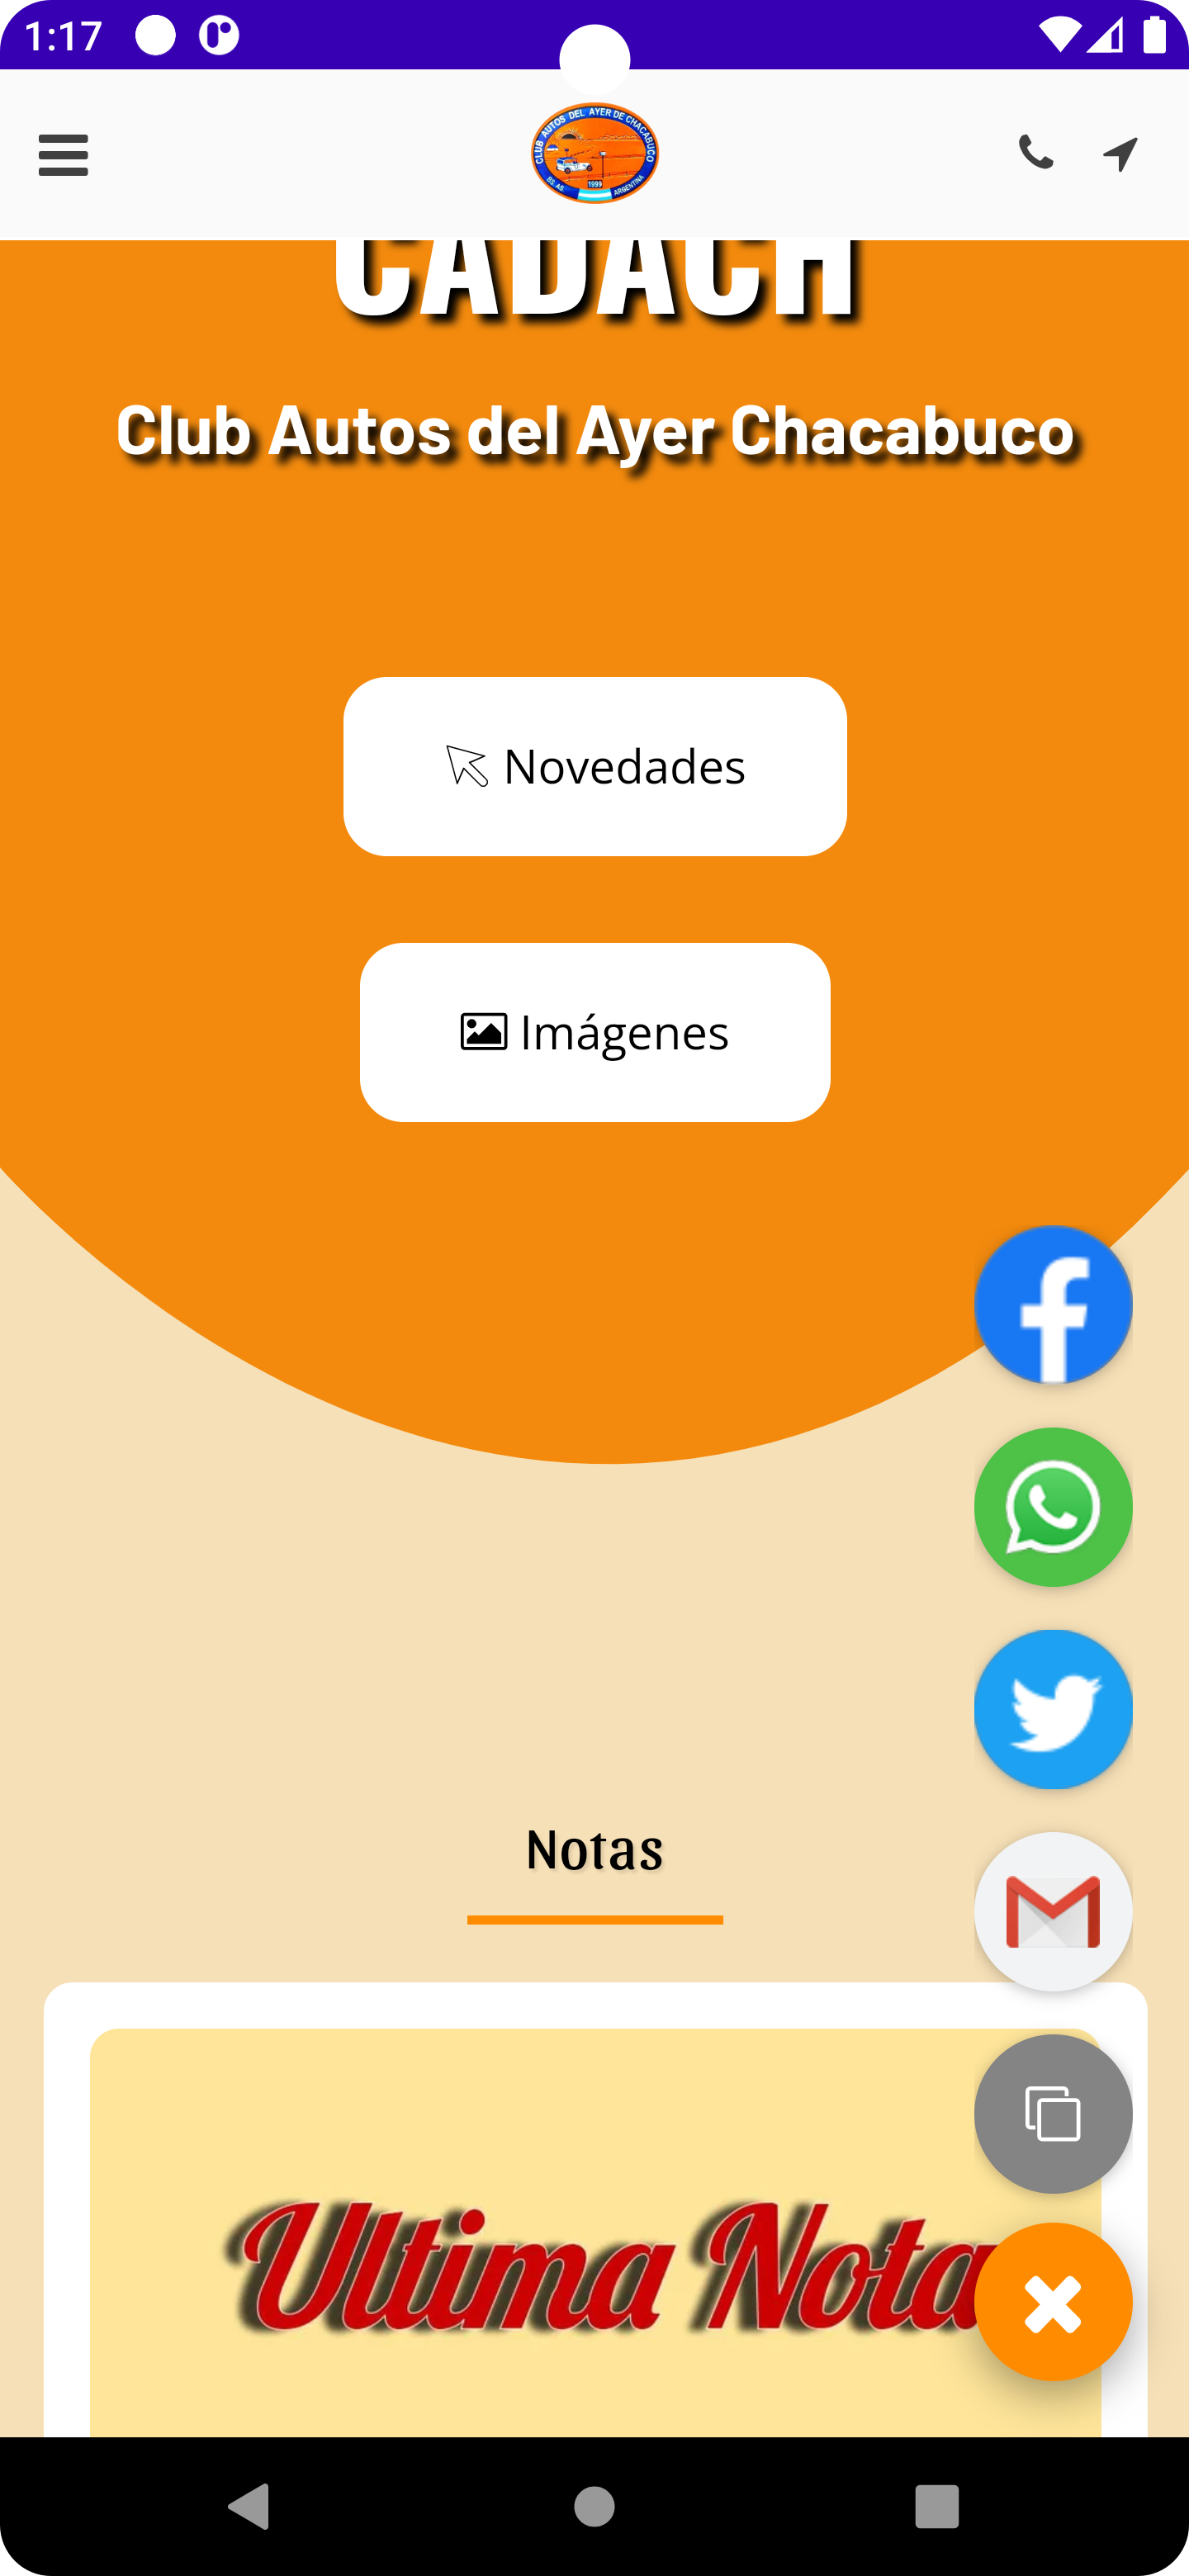 1:17
CLUB AUTOS DEL AYER DE CHACABUCO
BS. AS.
1999
ARGENTINA
CADACH
Club Autos del Ayer Chacabuco
Novedades
Imágenes
Notas
Ultima Nota